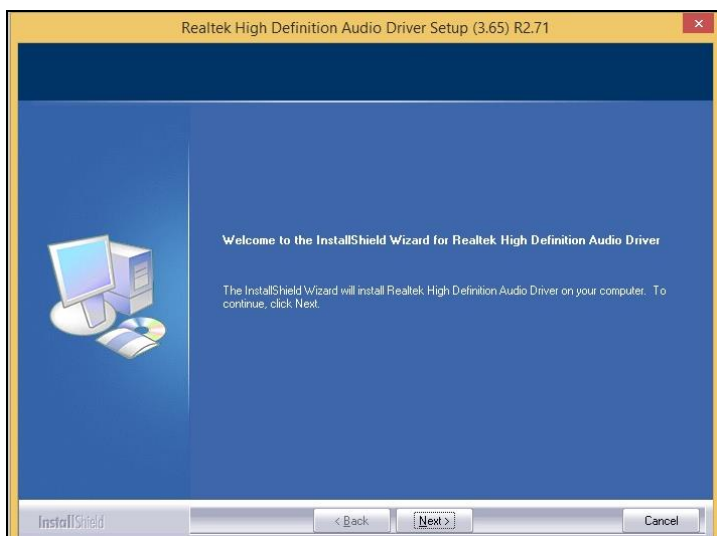 Realtek High Definition Audio Driver Setup (3.65) R2.71
Welcome to the InstallShield Wizard for Realtek High Definition Audio Driver
The InstallShield Wizard will install Realtek High Definition Audio Driver on your computer. To
continue, click Next.
InstallShield
< Back
Next >
Cancel